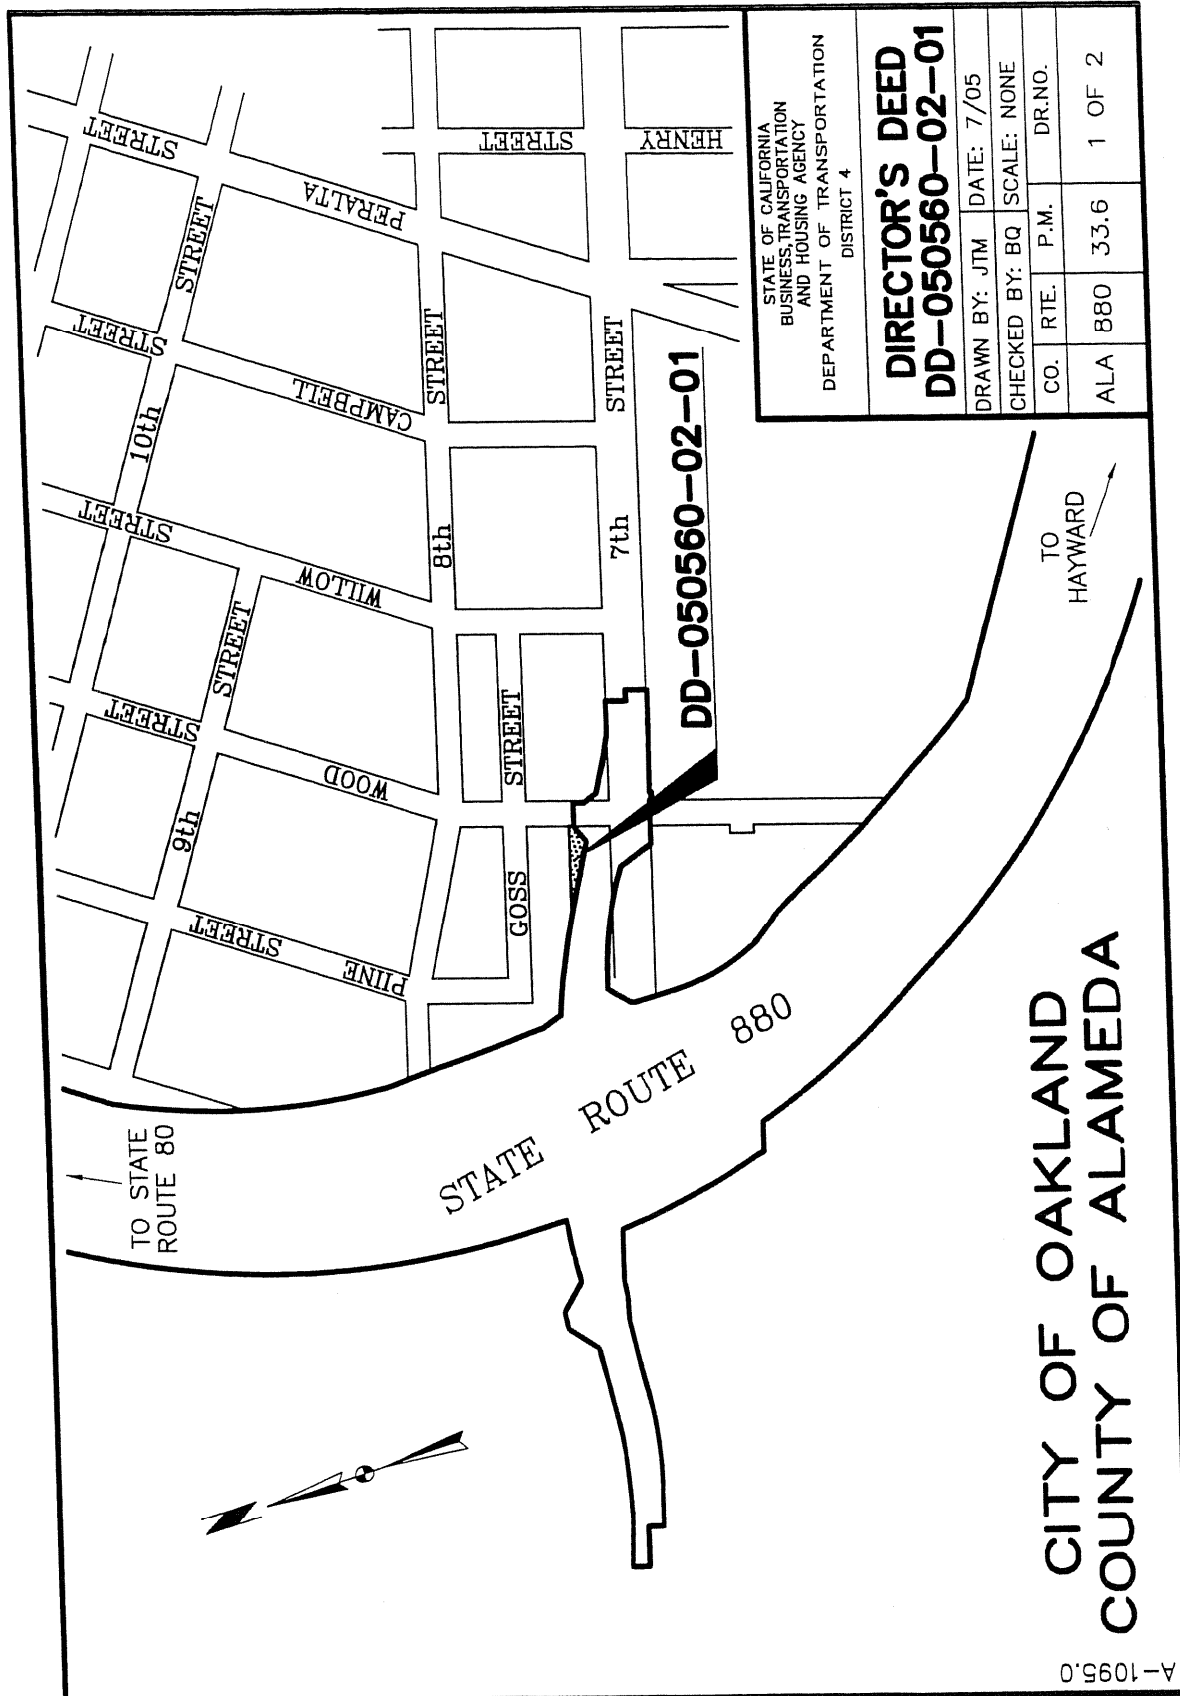 TO STATE
ROUTE 80
STATE ROUTE 880
TO
HAYWARD
10th STREET
9th STREET
8th STREET
7th STREET
GOSS STREET
PIINE STREET
WOOD STREET
WILLOW STREET
CAMPBELL STREET
PERALTA STREET
HENRY STREET
DD-050560-02-01
CITY OF OAKLAND
COUNTY OF ALAMEDA
STATE OF CALIFORNIA
BUSINESS,TRANSPORTATION
AND HOUSING AGENCY
DEPARTMENT OF TRANSPORTATION
DISTRICT 4
DIRECTOR'S DEED
DD-050560-02-01
DRAWN BY: JTM DATE: 7/05
CHECKED BY: BQ SCALE: NONE
CO. RTE. P.M. DR.NO.
ALA 880 33.6 1 OF 2
A-1095.0